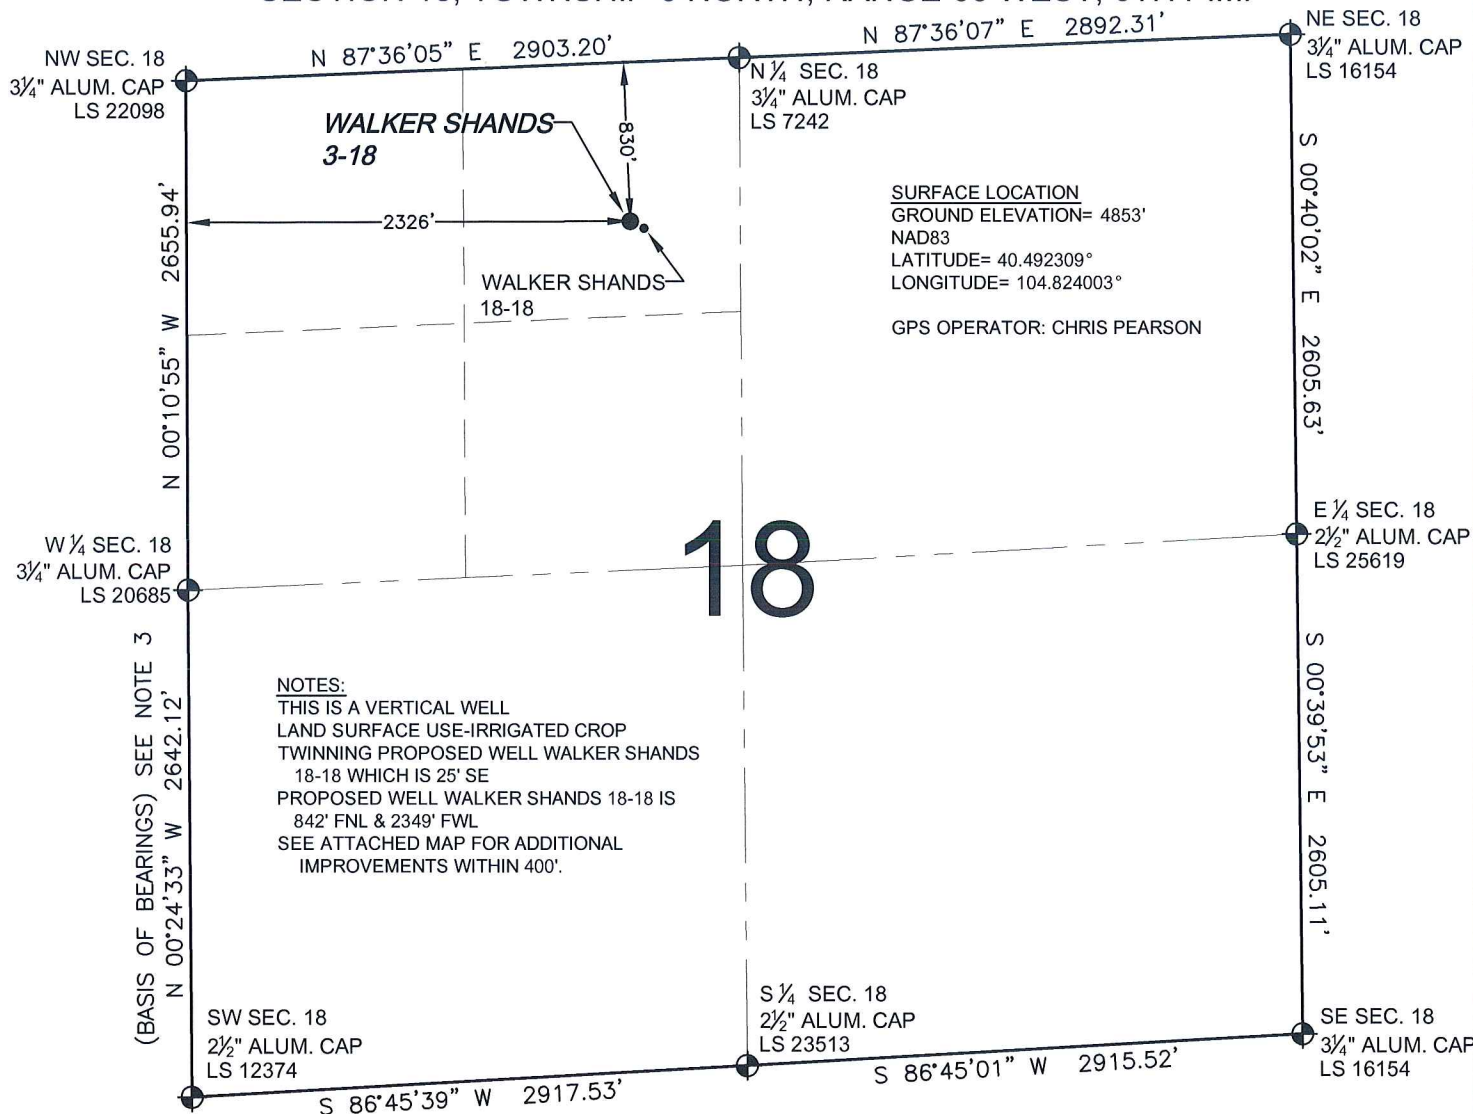 N 87°36'05" E 2903.20'
N 87°36'07" E 2892.31'
NW SEC. 18
3¼" ALUM. CAP
LS 22098
N ¼ SEC. 18
3¼" ALUM. CAP
LS 7242
NE SEC. 18
3¼" ALUM. CAP
LS 16154
WALKER SHANDS
3-18
830'
2326'
WALKER SHANDS
18-18
SURFACE LOCATION
GROUND ELEVATION= 4853'
NAD83
LATITUDE= 40.492309°
LONGITUDE= 104.824003°
GPS OPERATOR: CHRIS PEARSON
N 00°10'55" W 2655.94'
S 00°40'02" E 2605.63'
W ¼ SEC. 18
3¼" ALUM. CAP
LS 20685
18
E ¼ SEC. 18
2½" ALUM. CAP
LS 25619
(BASIS OF BEARINGS) SEE NOTE 3
N 00°24'33" W 2642.12'
NOTES:
THIS IS A VERTICAL WELL
LAND SURFACE USE-IRRIGATED CROP
TWINNING PROPOSED WELL WALKER SHANDS
18-18 WHICH IS 25' SE
PROPOSED WELL WALKER SHANDS 18-18 IS
842' FNL & 2349' FWL
SEE ATTACHED MAP FOR ADDITIONAL
IMPROVEMENTS WITHIN 400'.
S 00°39'53" E 2605.11'
SW SEC. 18
2½" ALUM. CAP
LS 12374
S ¼ SEC. 18
2½" ALUM. CAP
LS 23513
SE SEC. 18
3¼" ALUM. CAP
LS 16154
S 86°45'39" W 2917.53'
S 86°45'01" W 2915.52'